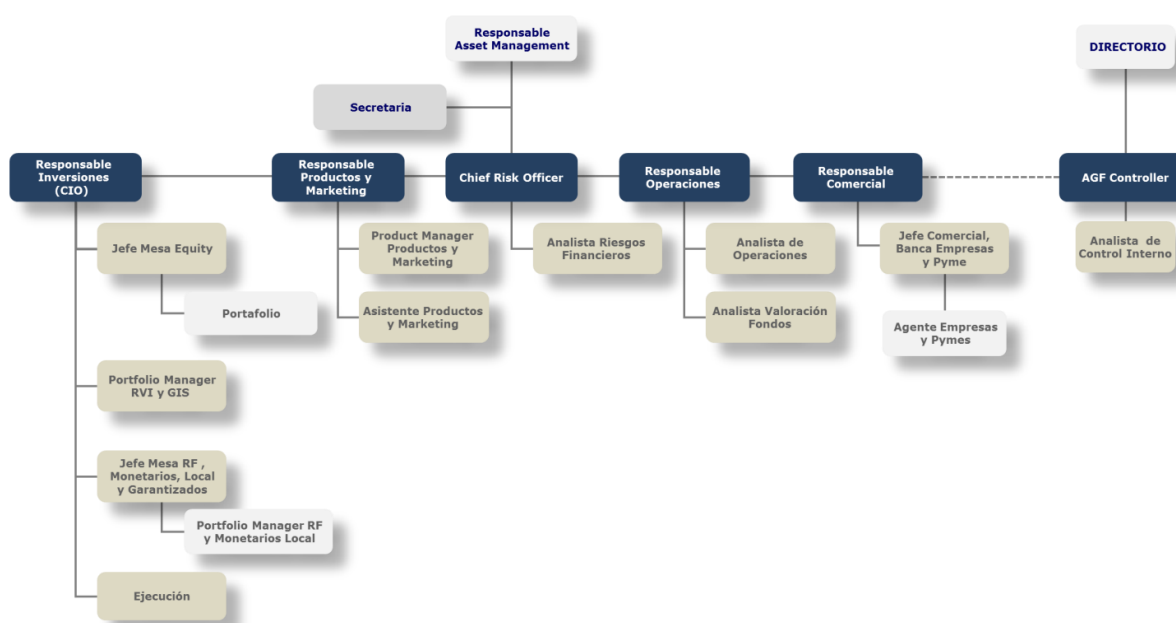 Responsable
Asset Management
DIRECTORIO
Secretaria
Responsable
Inversiones
(CIO)
Responsable
Productos y
Marketing
Chief Risk Officer
Responsable
Operaciones
Responsable
Comercial
AGF Controller
Jefe Mesa Equity
Product Manager
Productos y
Marketing
Analista Riesgos
Financieros
Analista de
Operaciones
Jefe Comercial,
Banca Empresas
y Pyme
Analista de
Control Interno
Portafolio
Asistente Productos
y Marketing
Analista Valoración
Fondos
Agente Empresas
y Pymes
Portfolio Manager
RVI y GIS
Jefe Mesa RF ,
Monetarios, Local
y Garantizados
Portfolio Manager RF
y Monetarios Local
Ejecución